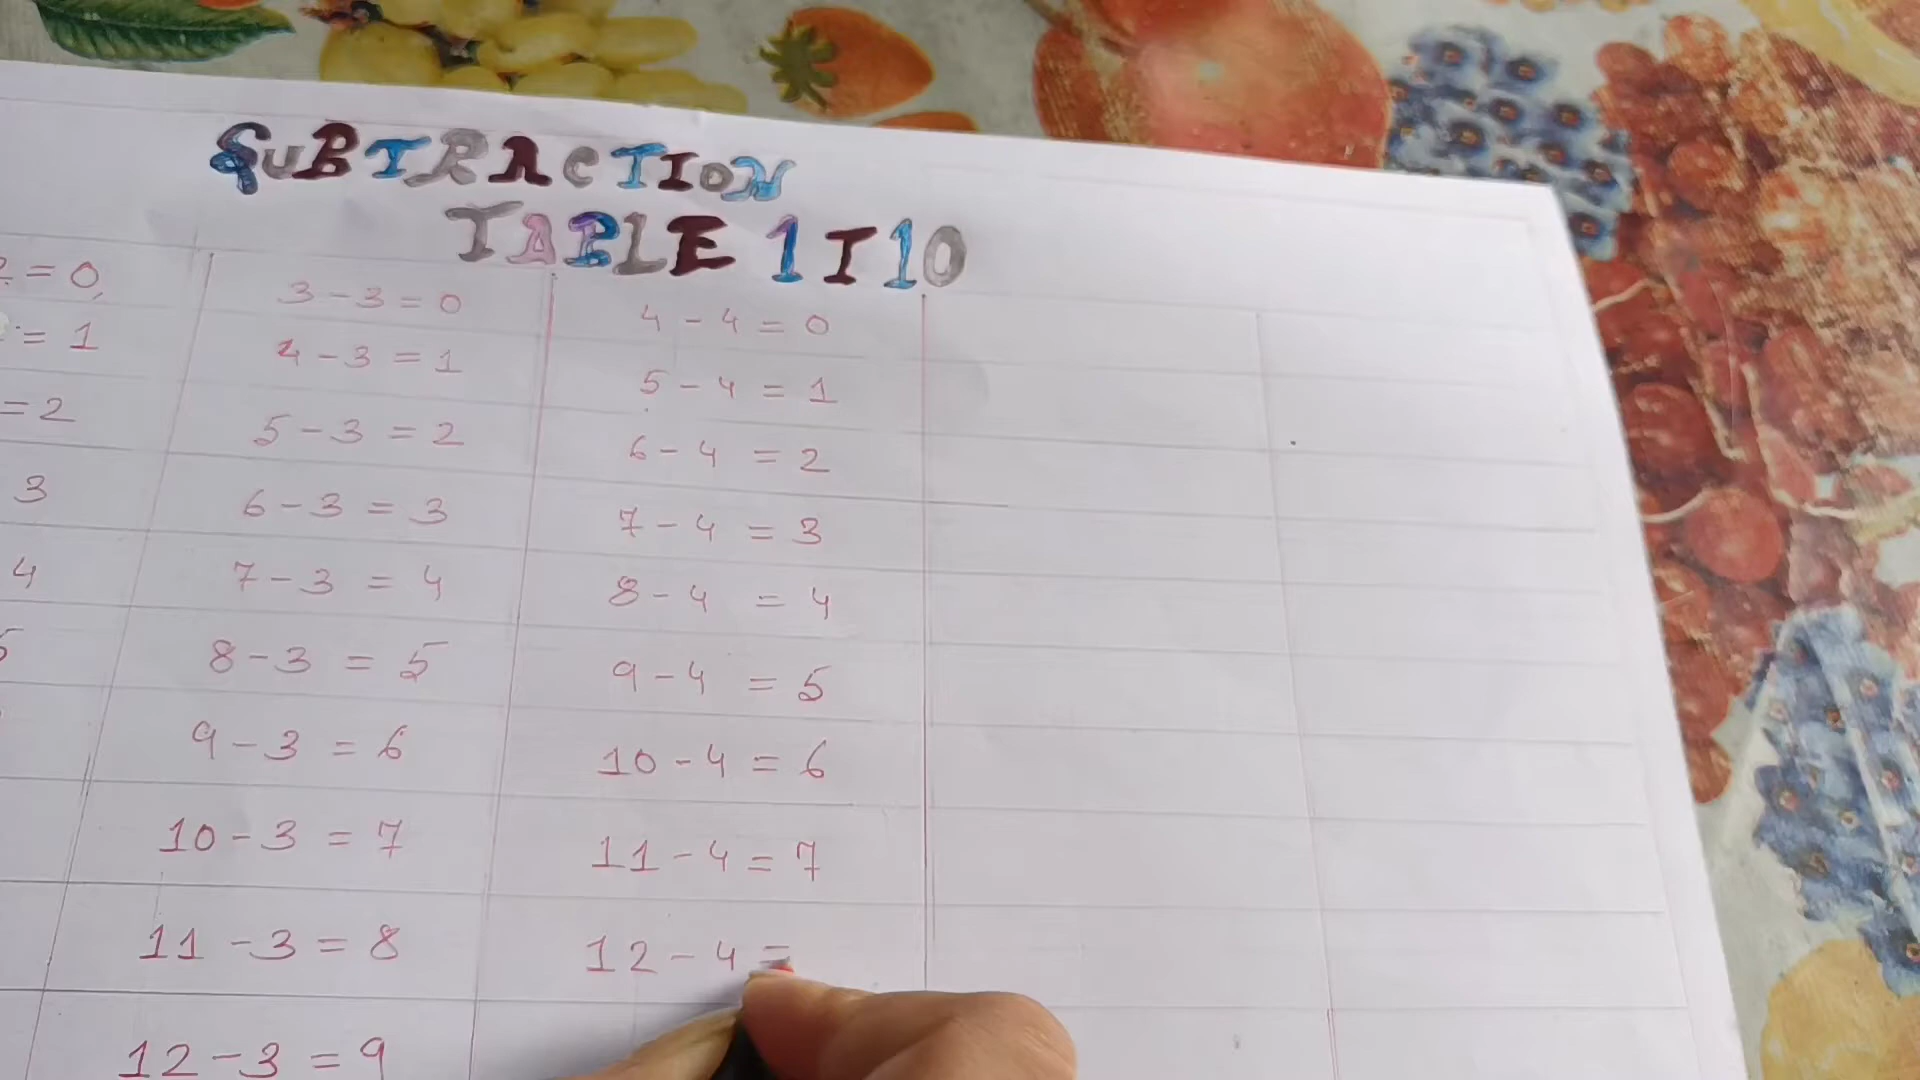 SUBTRACTION
TABLE 1 T 10
= 0
= 1
= 2
3
4
3 - 3 = 0
4 - 3 = 1
5 - 3 = 2
6 - 3 = 3
7 - 3 = 4
8 - 3 = 5
9 - 3 = 6
10 - 3 = 7
11 - 3 = 8
12 - 3 = 9
4 - 4 = 0
5 - 4 = 1
6 - 4 = 2
7 - 4 = 3
8 - 4 = 4
9 - 4 = 5
10 - 4 = 6
11 - 4 = 7
12 - 4 =